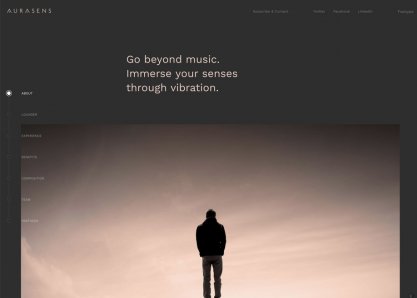 AURASENS
Subscribe & Contact
Twitter
Facebook
LinkedIn
Français
Go beyond music.
Immerse your senses
through vibration.
ABOUT
LOUNGER
EXPERIENCE
BENEFITS
COMPOSITION
TEAM